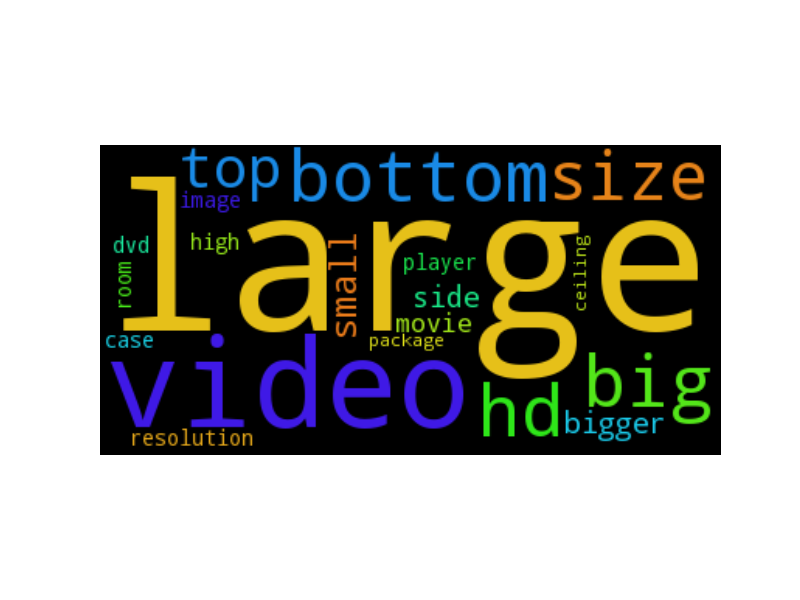 top bottom size
image
large
dvd
high
room
small
player
ceiling
side
movie
case
package
video
big
hd
bigger
resolution